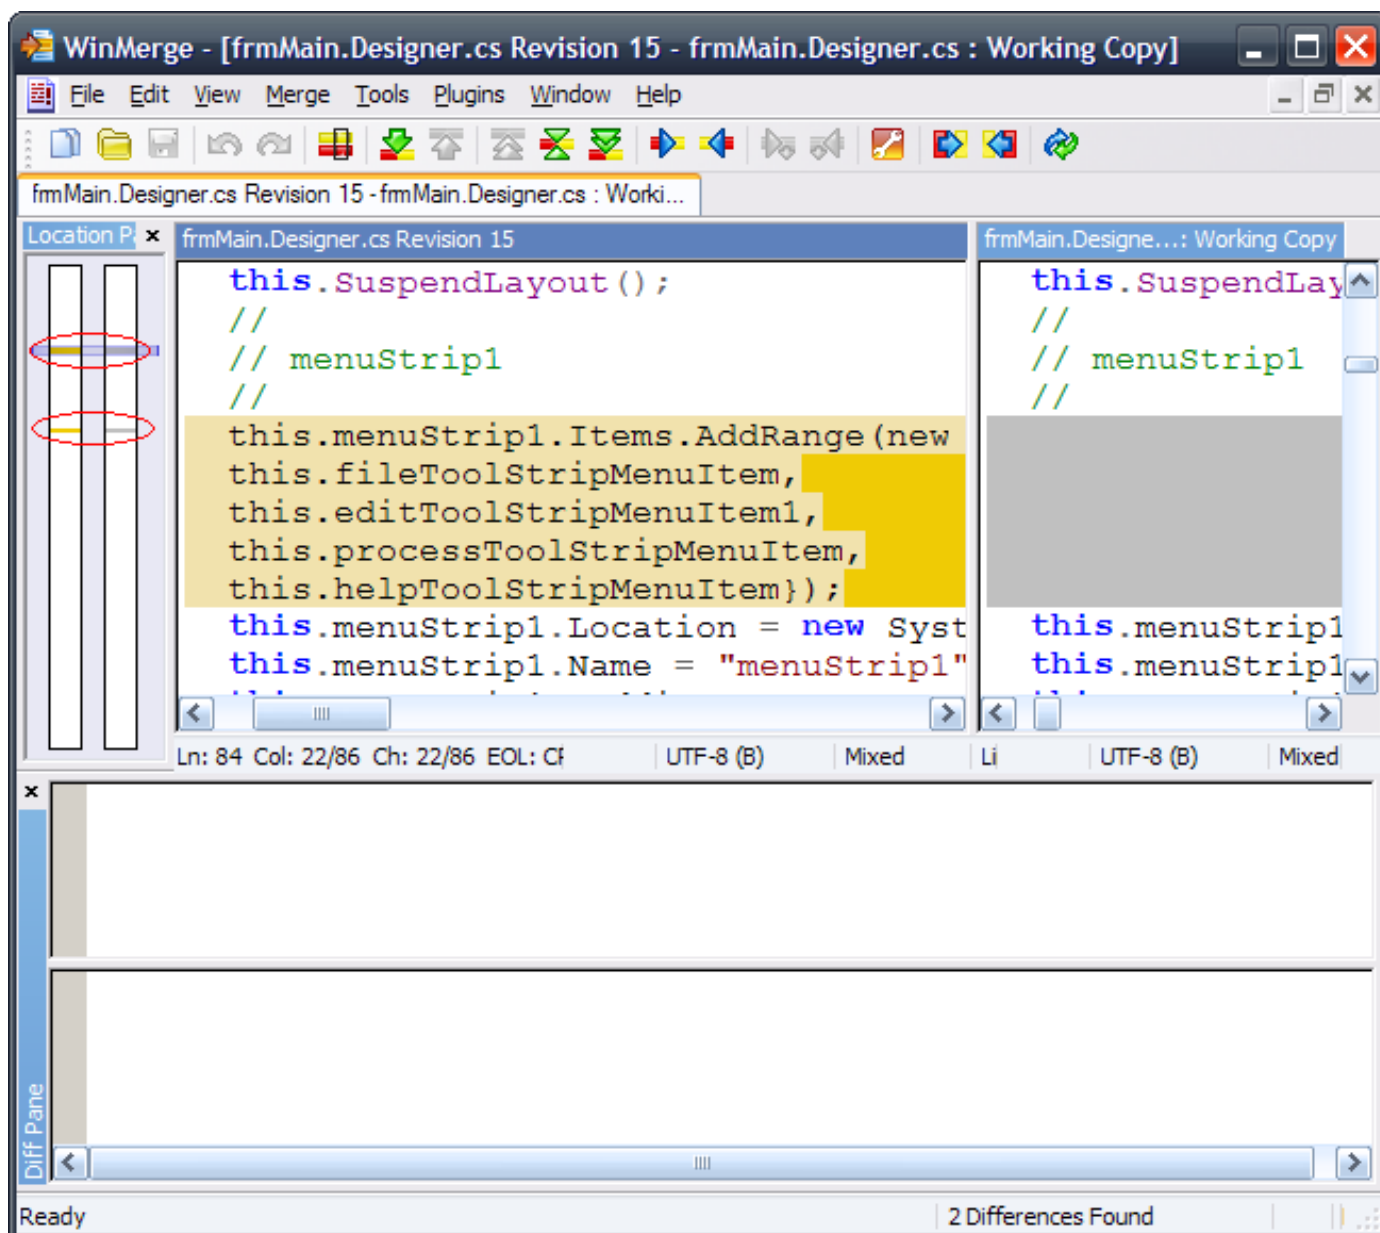 WinMerge - [frmMain.Designer.cs Revision 15 - frmMain.Designer.cs : Working Copy]
File Edit View Merge Tools Plugins Window Help
frmMain.Designer.cs Revision 15 - frmMain.Designer.cs : Worki...
Location P
frmMain.Designer.cs Revision 15
this.SuspendLayout();
//
// menuStrip1
//
this.menuStrip1.Items.AddRange(new
this.fileToolStripMenuItem,
this.editToolStripMenuItem1,
this.processToolStripMenuItem,
this.helpToolStripMenuItem});
this.menuStrip1.Location = new Syst
this.menuStrip1.Name = "menuStrip1"
Ln: 84 Col: 22/86 Ch: 22/86 EOL: CF UTF-8 (B) Mixed
frmMain.Designe...: Working Copy
this.SuspendLay
//
// menuStrip1
//
this.menuStrip1
this.menuStrip1
Li UTF-8 (B) Mixed
Diff Pane
Ready
2 Differences Found